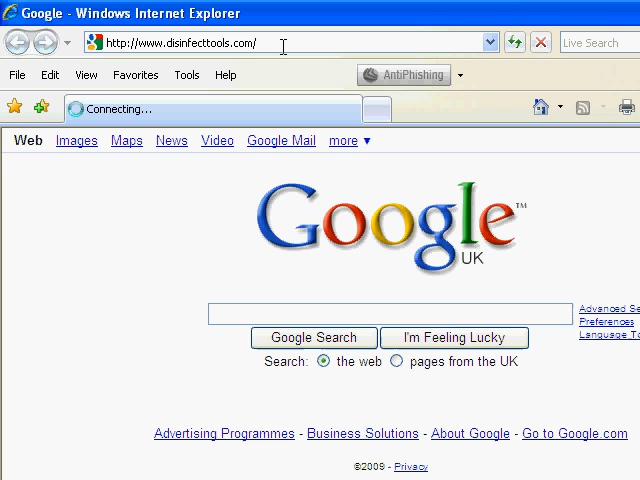 Google - Windows Internet Explorer
http://www.disinfecttools.com/
Live Search
File Edit View Favorites Tools Help
AntiPhishing
Connecting...
Web Images Maps News Video Google Mail more ▼
Google™
UK
Advanced Se
Preferences
Language To
Google Search I'm Feeling Lucky
Search: the web pages from the UK
Advertising Programmes - Business Solutions - About Google - Go to Google.com
©2009 - Privacy